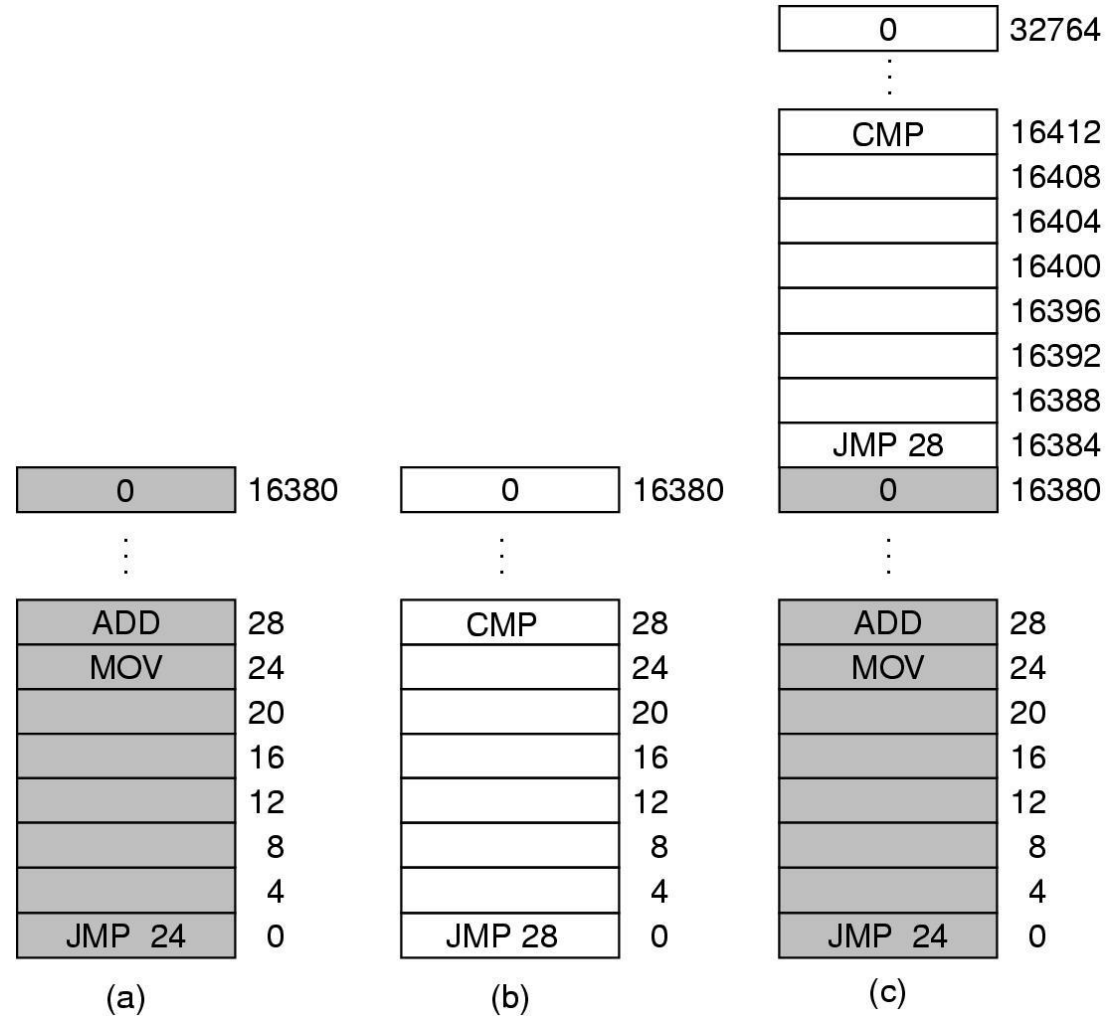 0 32764
CMP 16412
16408
16404
16400
16396
16392
16388
JMP 28 16384
0 16380 0 16380 0 16380
ADD 28 CMP 28 ADD 28
MOV 24 24 MOV 24
20 20 20
16 16 16
12 12 12
8 8 8
4 4 4
JMP 24 0 JMP 28 0 JMP 24 0
(a) (b) (c)